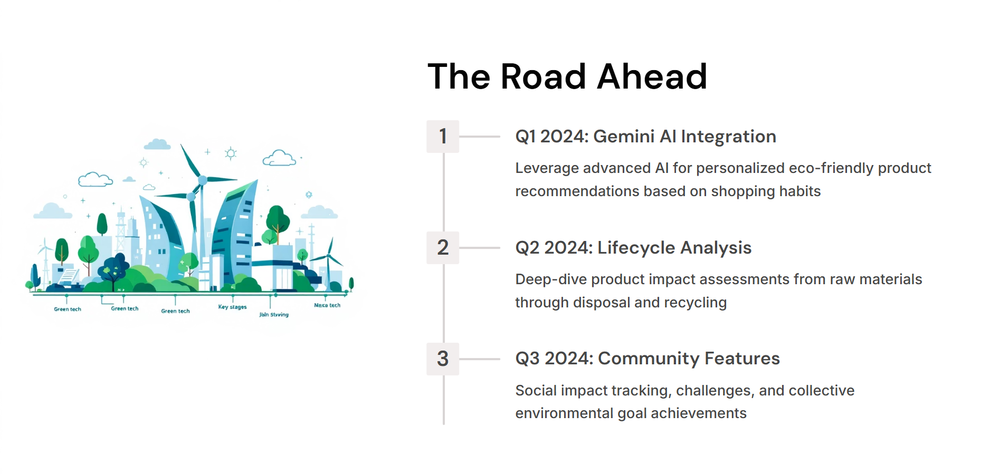 The Road Ahead
1
Q1 2024: Gemini AI Integration
Leverage advanced AI for personalized eco-friendly product
recommendations based on shopping habits
2
Q2 2024: Lifecycle Analysis
Deep-dive product impact assessments from raw materials
through disposal and recycling
3
Q3 2024: Community Features
Social impact tracking, challenges, and collective
environmental goal achievements
Green tech
Green tech
Green tech
Key stages
tech